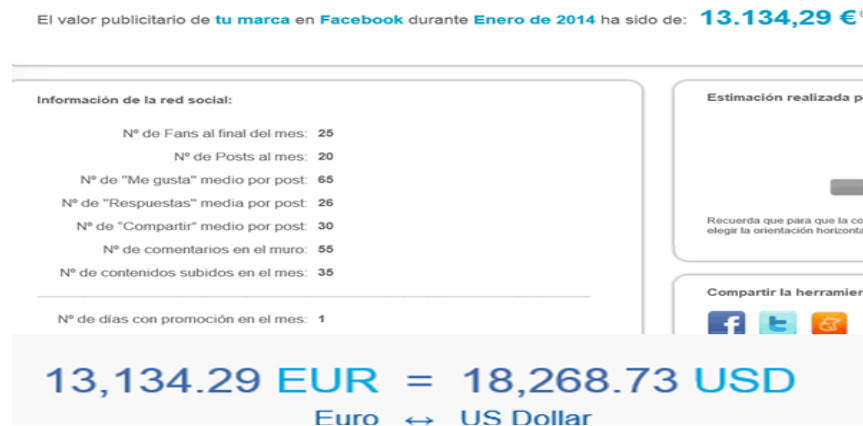 El valor publicitario de tu marca en Facebook durante Enero de 2014 ha sido de: 13.134,29 €
Información de la red social:
Nº de Fans al final del mes: 25
Nº de Posts al mes: 20
Nº de "Me gusta" medio por post: 65
Nº de "Respuestas" media por post: 26
Nº de "Compartir" medio por post: 30
Nº de comentarios en el muro: 55
Nº de contenidos subidos en el mes: 35
Nº de días con promoción en el mes: 1
Estimación realizada p
Recuerda que para que la co
elegir la orientación horizonta
Compartir la herramien
13,134.29 EUR = 18,268.73 USD
Euro ↔ US Dollar